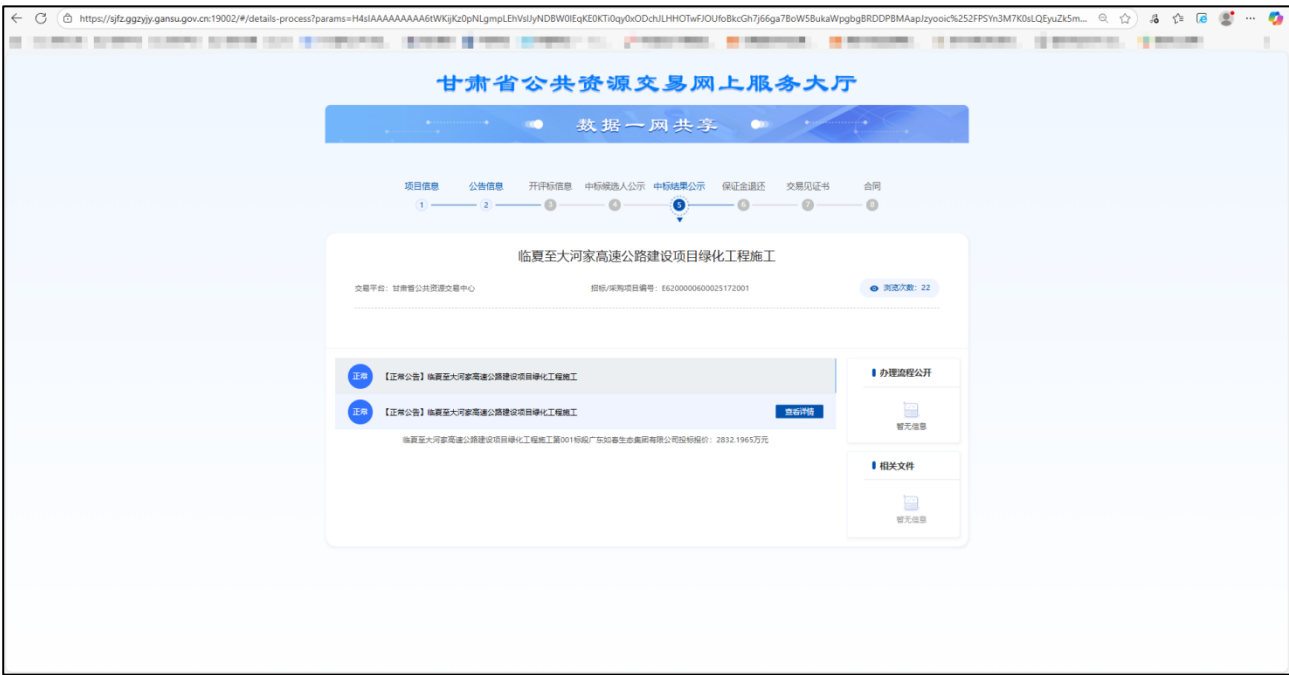 https://sjfz.ggzyjy.gansu.gov.cn:19002/#/details-process?params=
甘肃省公共资源交易网上服务大厅
数据一网共享
项目信息 公告信息 开评标信息 中标候选人公示 中标结果公示 保证金退还 交易见证书 合同
1 2 3 4 5 6 7 8
临夏至大河家高速公路建设项目绿化工程施工
交易平台：甘肃省公共资源交易中心 招标/采购项目编号：E6200000600025172001 浏览次数：22
正常 【正常公告】临夏至大河家高速公路建设项目绿化工程施工
正常 【正常公告】临夏至大河家高速公路建设项目绿化工程施工 查看详情
临夏至大河家高速公路建设项目绿化工程施工第001标段广东如春生态集团有限公司投标报价：2832.1965万元
办理流程公开
暂无信息
相关文件
暂无信息